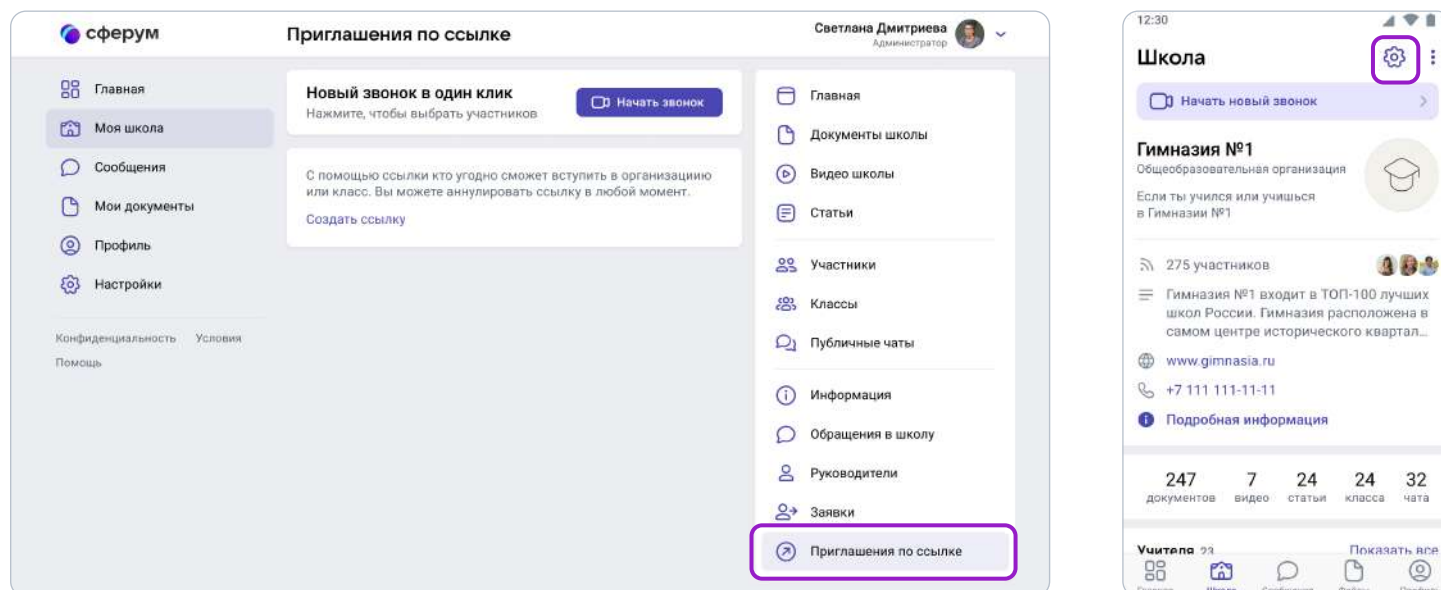 сферум
Приглашения по ссылке
Светлана Дмитриева
Администратор
Главная
Моя школа
Сообщения
Мои документы
Профиль
Настройки
Конфиденциальность Условия
Помощь
Новый звонок в один клик
Нажмите, чтобы выбрать участников
Начать звонок
С помощью ссылки кто угодно сможет вступить в организациию
или класс. Вы можете аннулировать ссылку в любой момент.
Создать ссылку
Главная
Документы школы
Видео школы
Статьи
Участники
Классы
Публичные чаты
Информация
Обращения в школу
Руководители
Заявки
Приглашения по ссылке
12:30
Школа
Начать новый звонок
Гимназия №1
Общеобразовательная организация
Если ты учился или учишься
в Гимназии №1
275 участников
Гимназия №1 входит в ТОП-100 лучших
школ России. Гимназия расположена в
самом центре исторического квартал...
www.gimnasia.ru
+7 111 111-11-11
Подробная информация
247 7 24 24 32
документов видео статьи класса чата
Учителя 23 Показать все